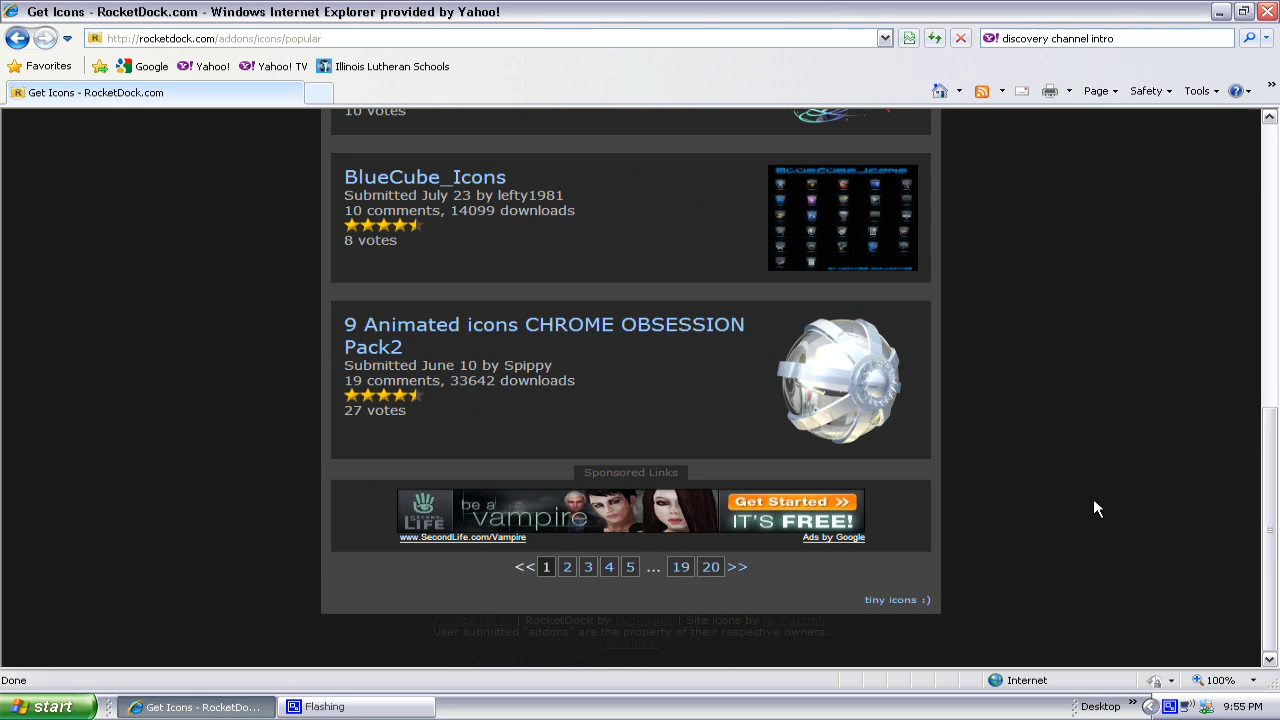 Get Icons - RocketDock.com - Windows Internet Explorer provided by Yahoo!
http://rocketdock.com/addons/icons/popular
discovery channel intro
Favorites Google Yahoo! Yahoo! TV Illinois Lutheran Schools
Get Icons - RocketDock.com
Page Safety Tools
10 votes
BlueCube_Icons
Submitted July 23 by lefty1981
10 comments, 14099 downloads
8 votes
9 Animated icons CHROME OBSESSION
Pack2
Submitted June 10 by Spippy
19 comments, 33642 downloads
27 votes
Sponsored Links
SECOND LIFE be a vampire Get Started >> IT'S FREE!
www.SecondLife.com/Vampire Ads by Google
<< 1 2 3 4 5 ... 19 20 >>
tiny icons :)
Privacy Policy | RocketDock by Punk Labs | Site icons by
User submitted "addons" are the property of their respective owners.
Done Internet 100%
start Get Icons - RocketDo... Flashing Desktop 9:55 PM